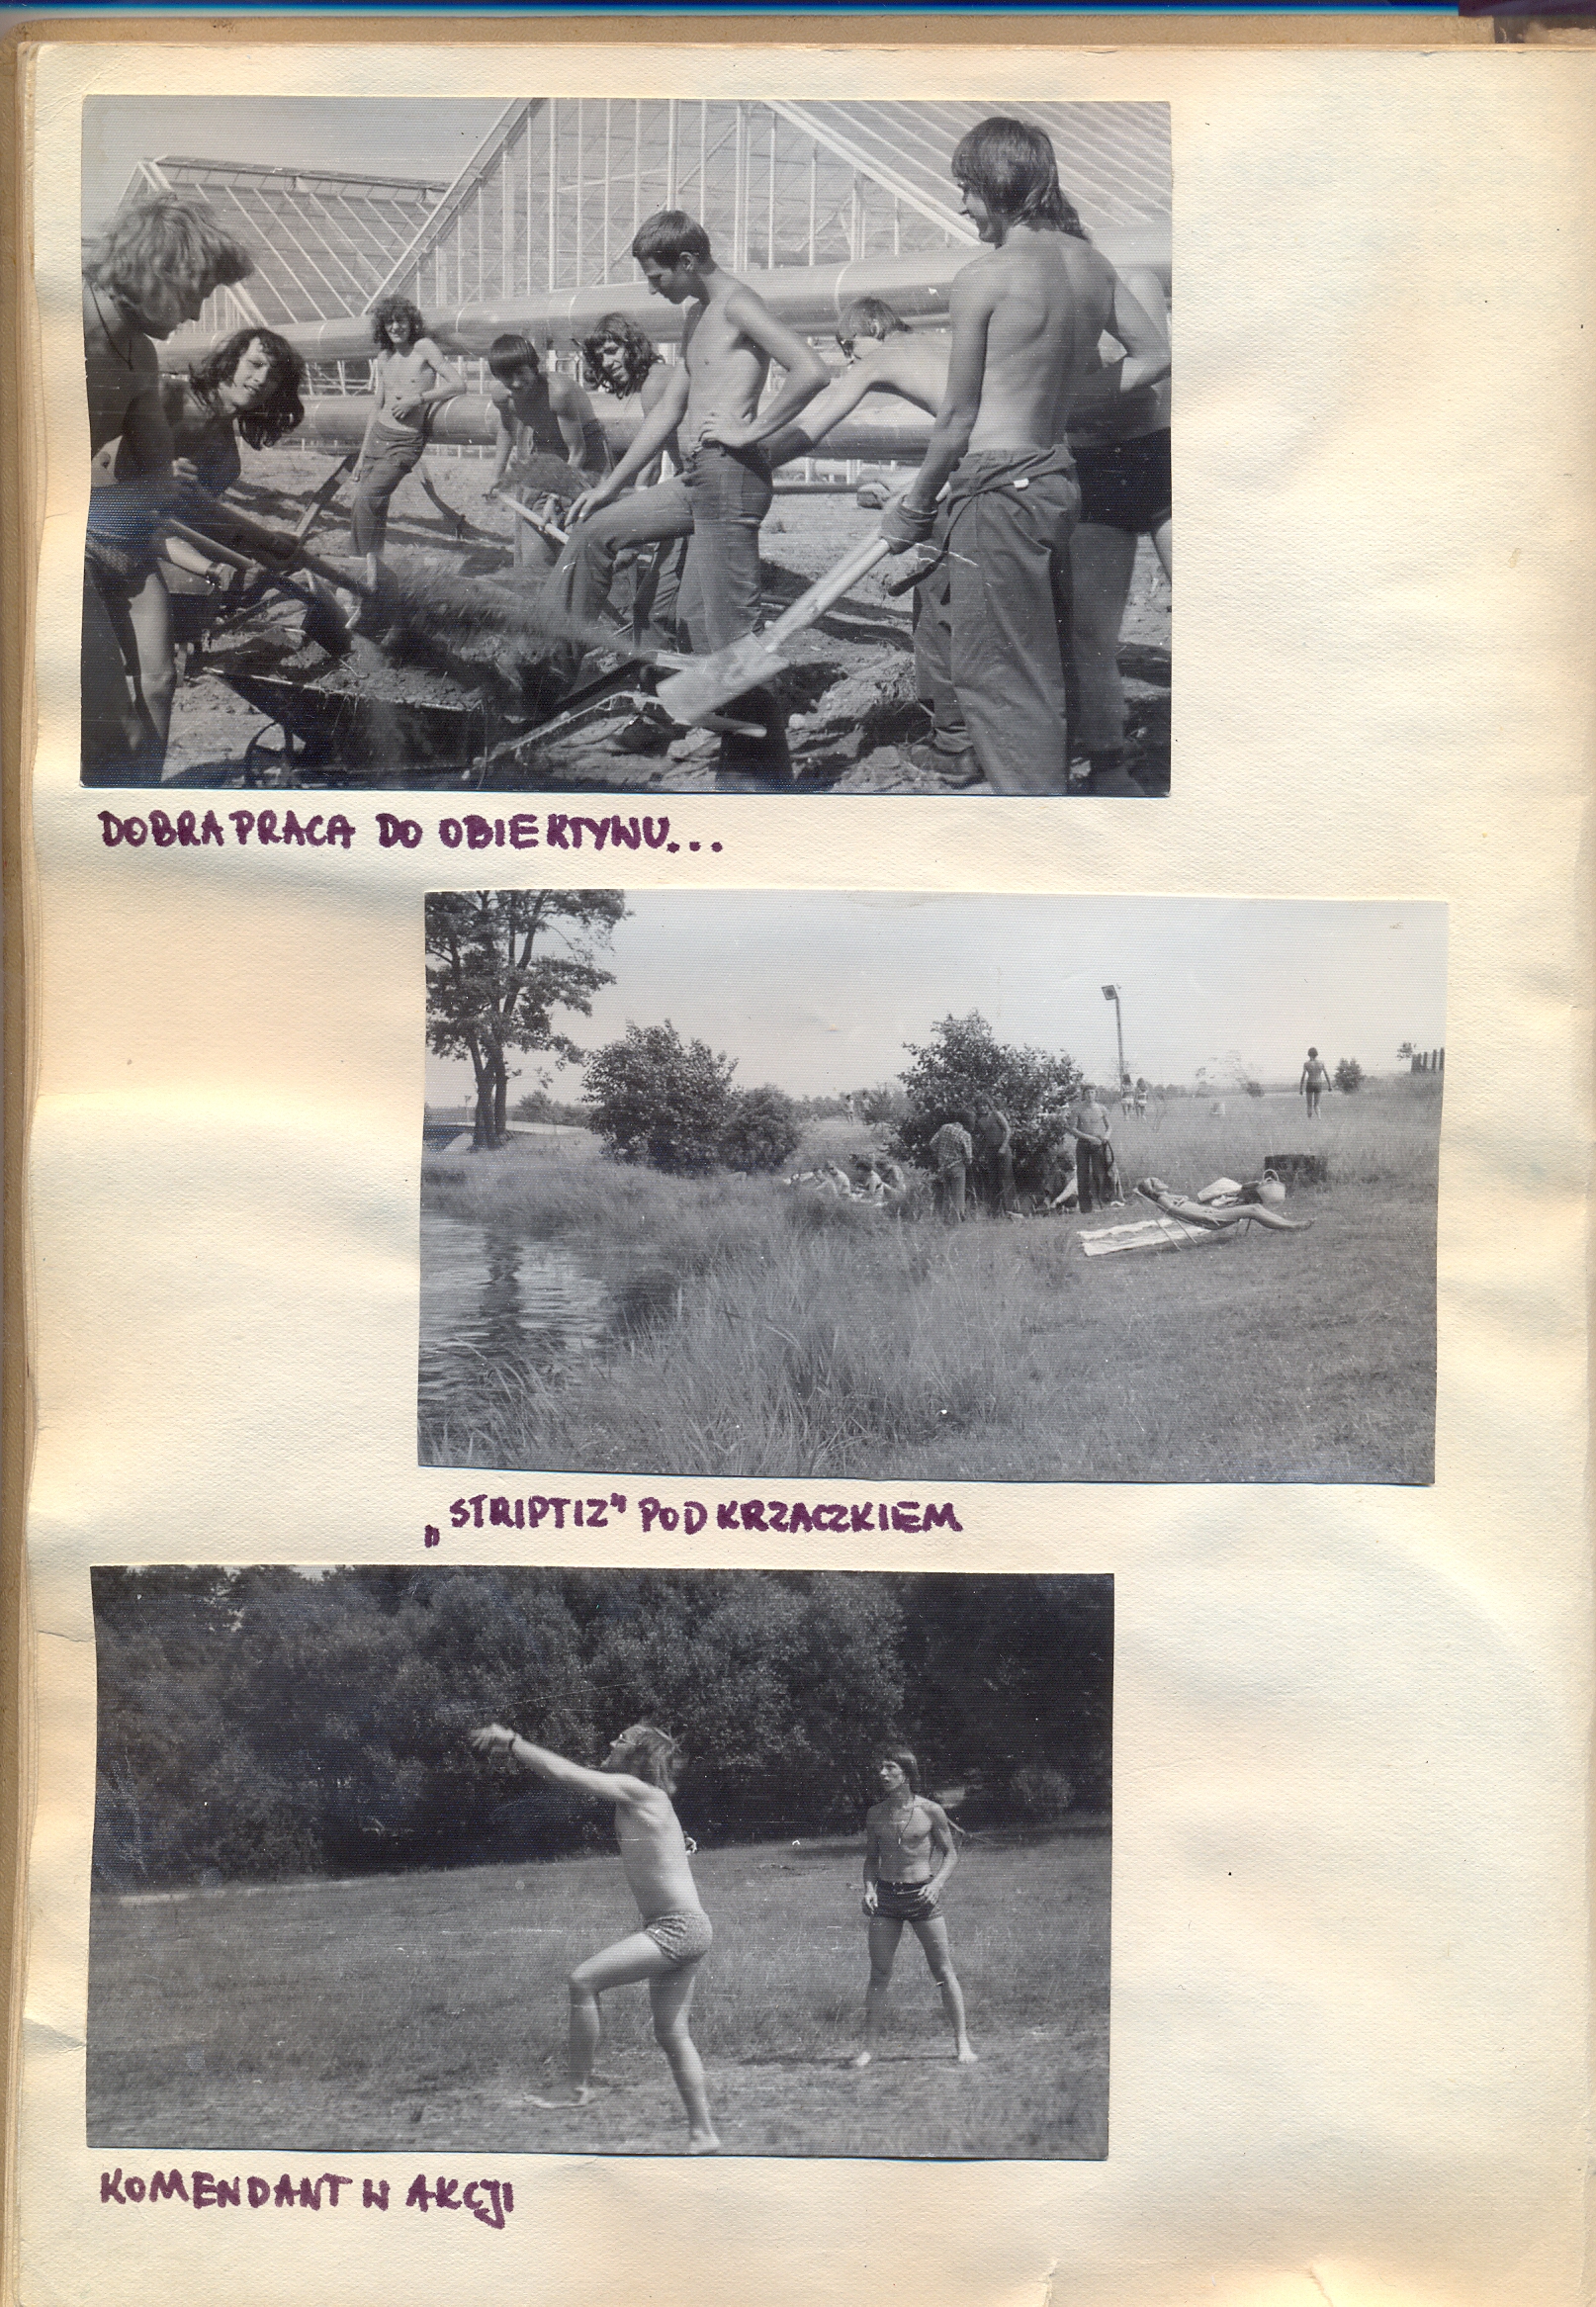 DOBRA PRACA DO OBIEKTYWU...
„STRIPTIZ" POD KRZACZKIEM
KOMENDANT W AKCJI